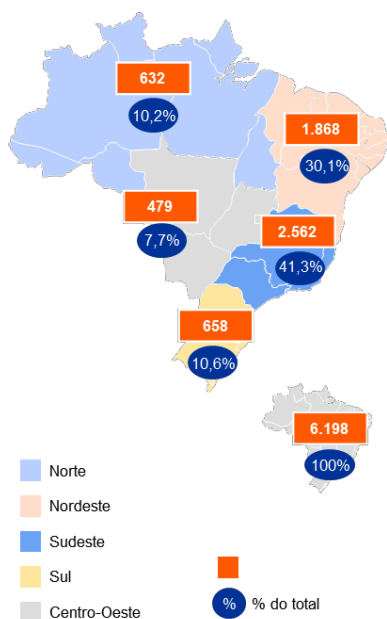 632
10,2%
1.868
30,1%
479
7,7%
2.562
41,3%
658
10,6%
6.198
100%
Norte
Nordeste
Sudeste
Sul
Centro-Oeste
% % do total